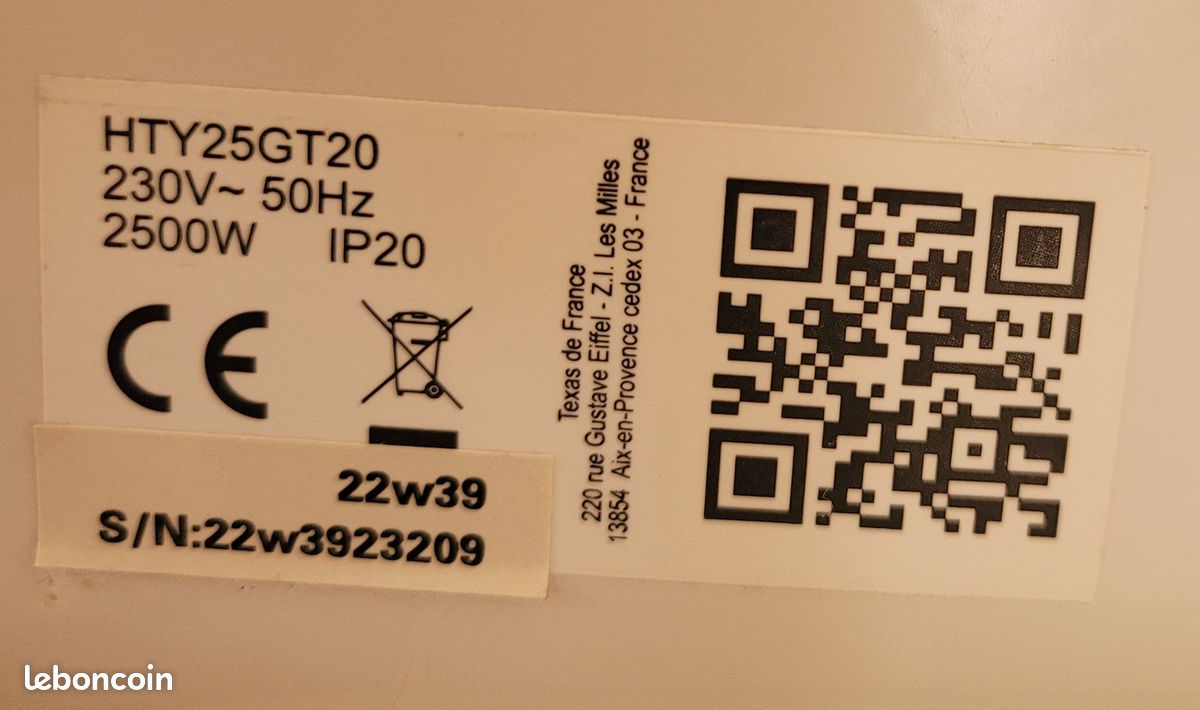 HTY25GT20
230V~ 50Hz
2500W IP20
CE
22w39
S/N:22w3923209
Texas de France
220 rue Gustave Eiffel - Z.I. Les Milles
13854 Aix-en-Provence cedex 03 - France
leboncoin